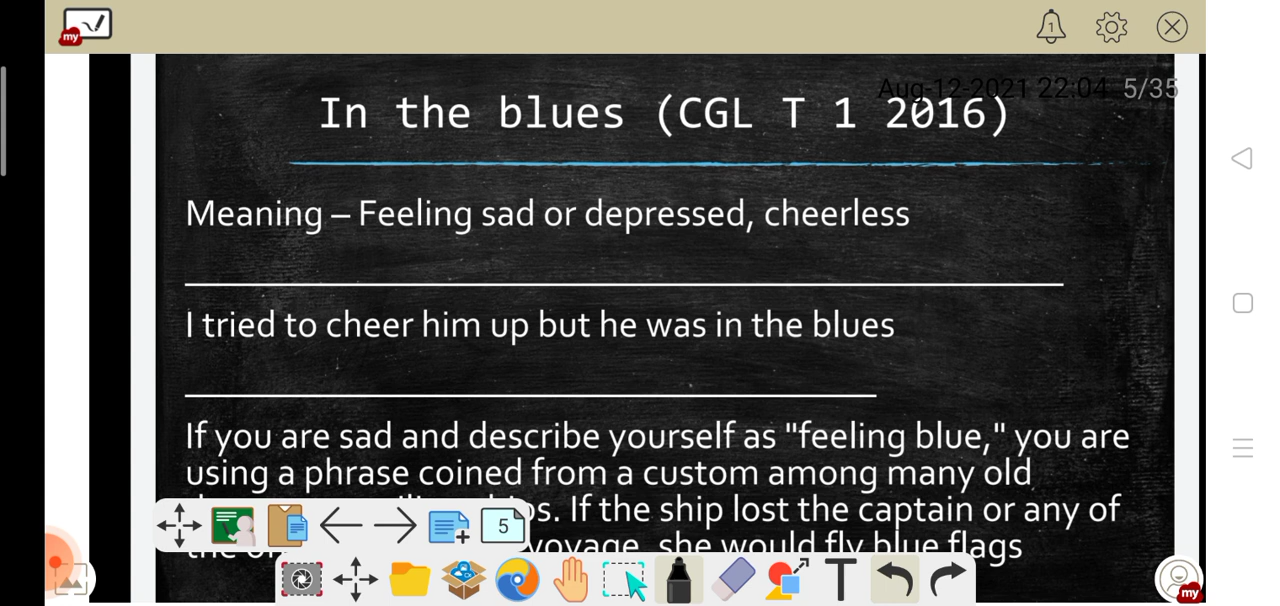 my
1
Aug-12-2021 22:04 5/35
In the blues (CGL T 1 2016)
Meaning – Feeling sad or depressed, cheerless
I tried to cheer him up but he was in the blues
If you are sad and describe yourself as "feeling blue," you are
using a phrase coined from a custom among many old
If the ship lost the captain or any of
voyage, she would fly blue flags
5
T
my